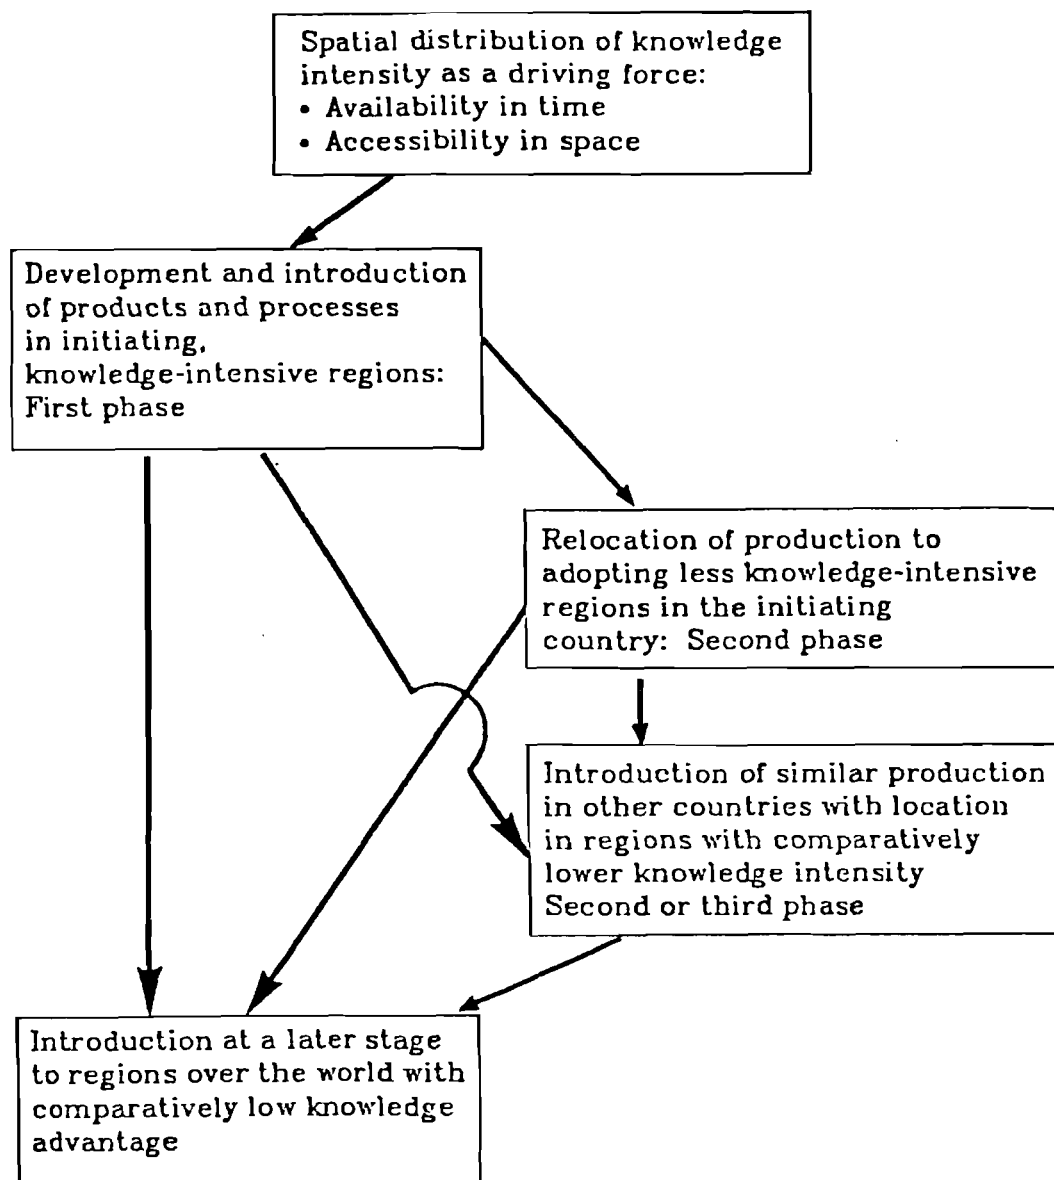 Spatial distribution of knowledge
intensity as a driving force:
• Availability in time
• Accessibility in space
Development and introduction
of products and processes
in initiating,
knowledge-intensive regions:
First phase
Relocation of production to
adopting less knowledge-intensive
regions in the initiating
country: Second phase
Introduction of similar production
in other countries with location
in regions with comparatively
lower knowledge intensity
Second or third phase
Introduction at a later stage
to regions over the world with
comparatively low knowledge
advantage